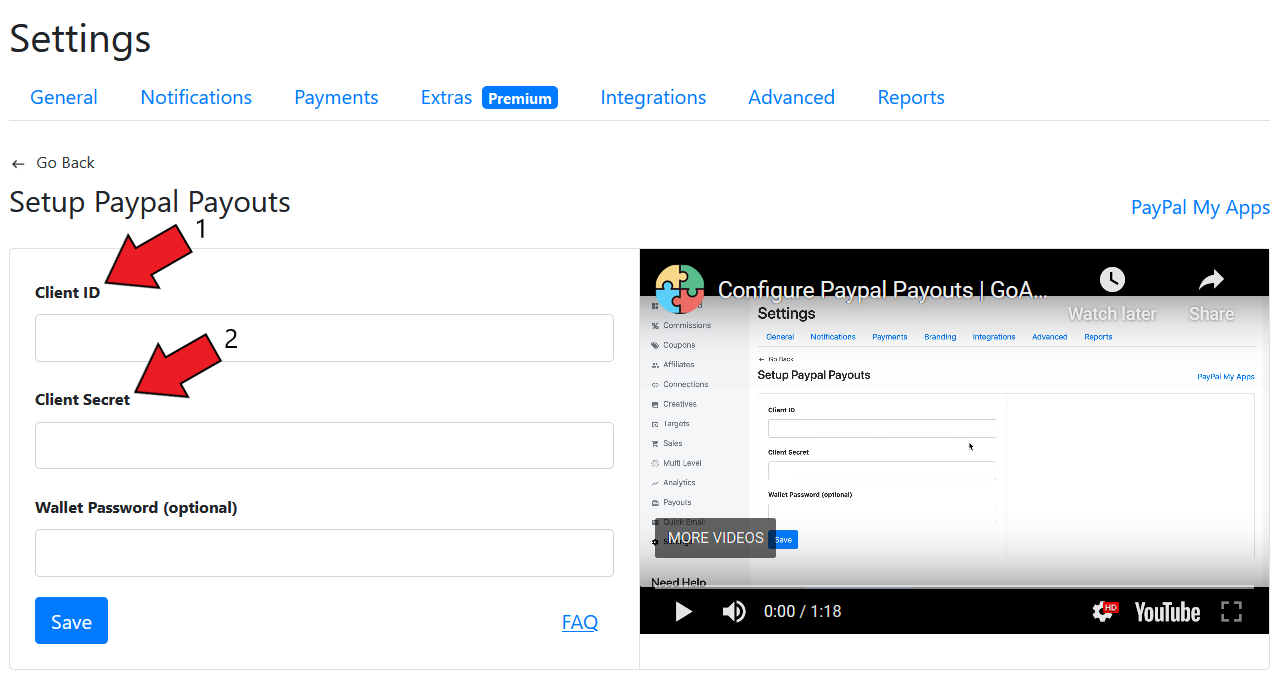 Settings
General Notifications Payments Extras Premium Integrations Advanced Reports
← Go Back
Setup Paypal Payouts
PayPal My Apps
1
Client ID
2
Client Secret
Wallet Password (optional)
Save
FAQ
Configure Paypal Payouts | GoA...
Watch later
Share
Settings
Commissions
General Notifications Payments Branding Integrations Advanced Reports
Coupons
← Go Back
Affiliates
Setup Paypal Payouts
PayPal My Apps
Connections
Creatives
Client ID
Targets
Sales
Client Secret
Multi Level
Analytics
Wallet Password (optional)
Payouts
Quick Email
MORE VIDEOS
Save
Need Help
0:00 / 1:18
HD
YouTube